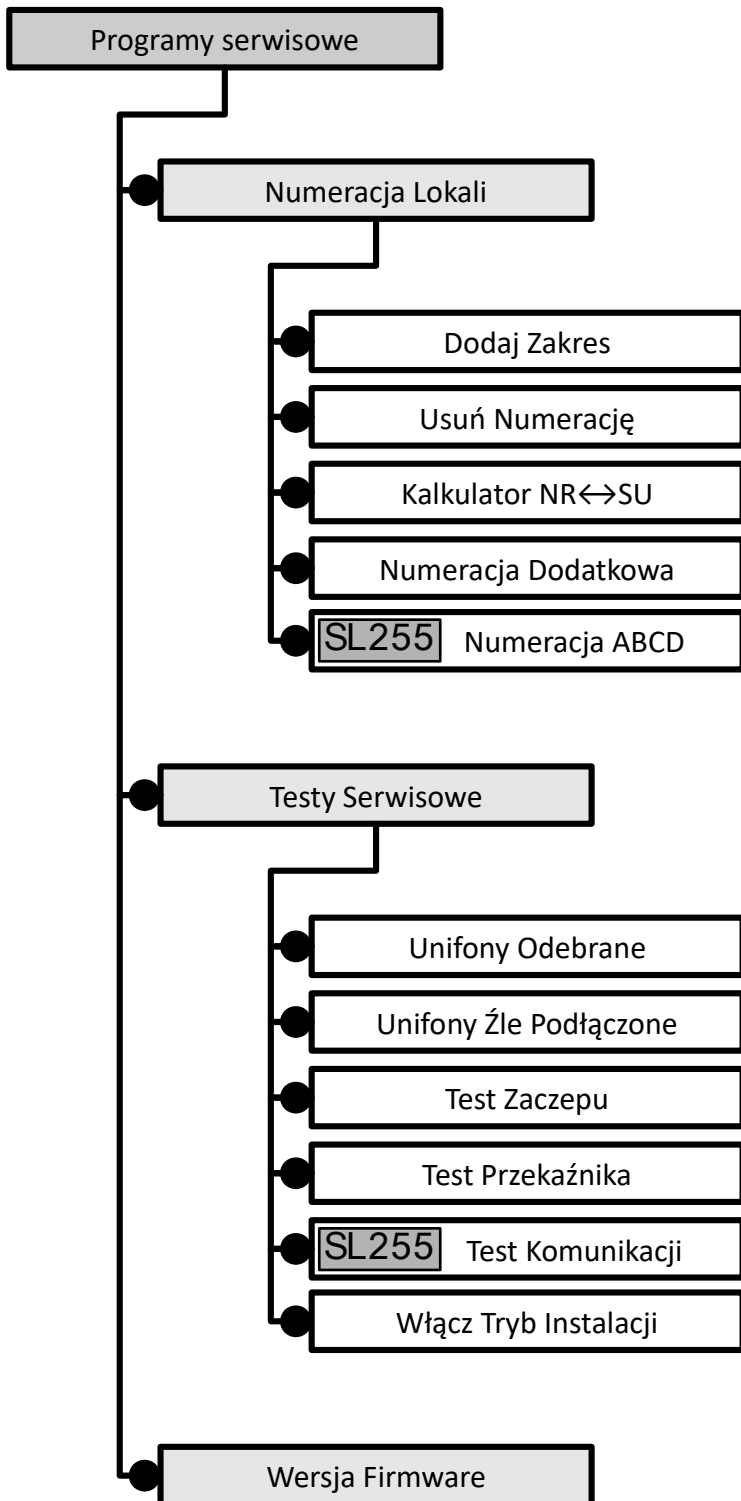 Programy serwisowe
Numeracja Lokali
Dodaj Zakres
Usuń Numerację
Kalkulator NR↔SU
Numeracja Dodatkowa
SL255 Numeracja ABCD
Testy Serwisowe
Unifony Odebrane
Unifony Źle Podłączone
Test Zaczepu
Test Przekaźnika
SL255 Test Komunikacji
Włącz Tryb Instalacji
Wersja Firmware